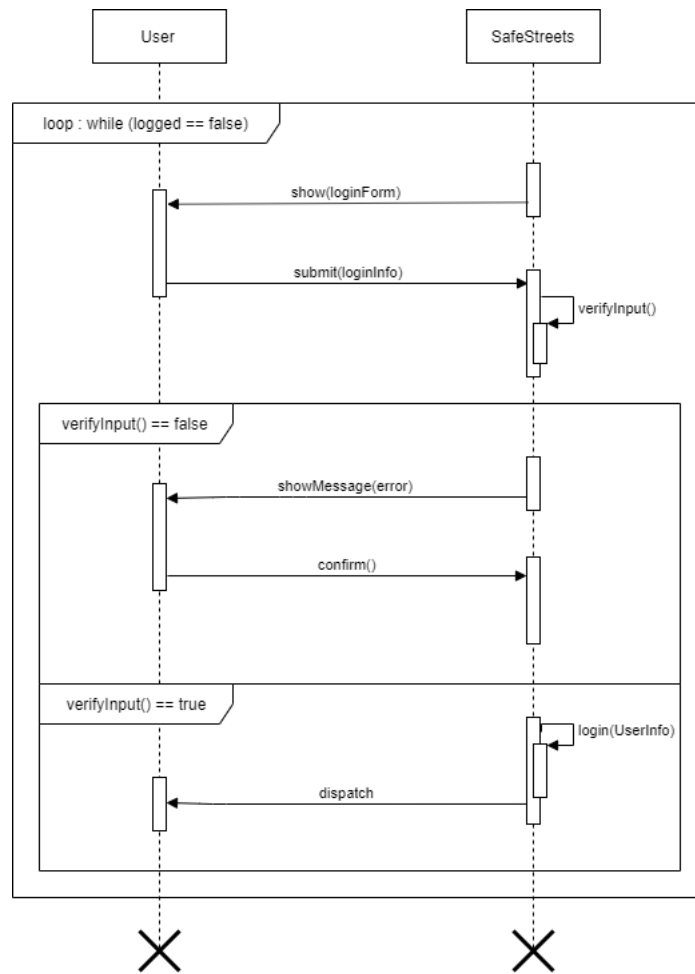 User
SafeStreets
loop : while (logged == false)
show(loginForm)
submit(loginInfo)
verifyInput()
verifyInput() == false
showMessage(error)
confirm()
verifyInput() == true
login(UserInfo)
dispatch